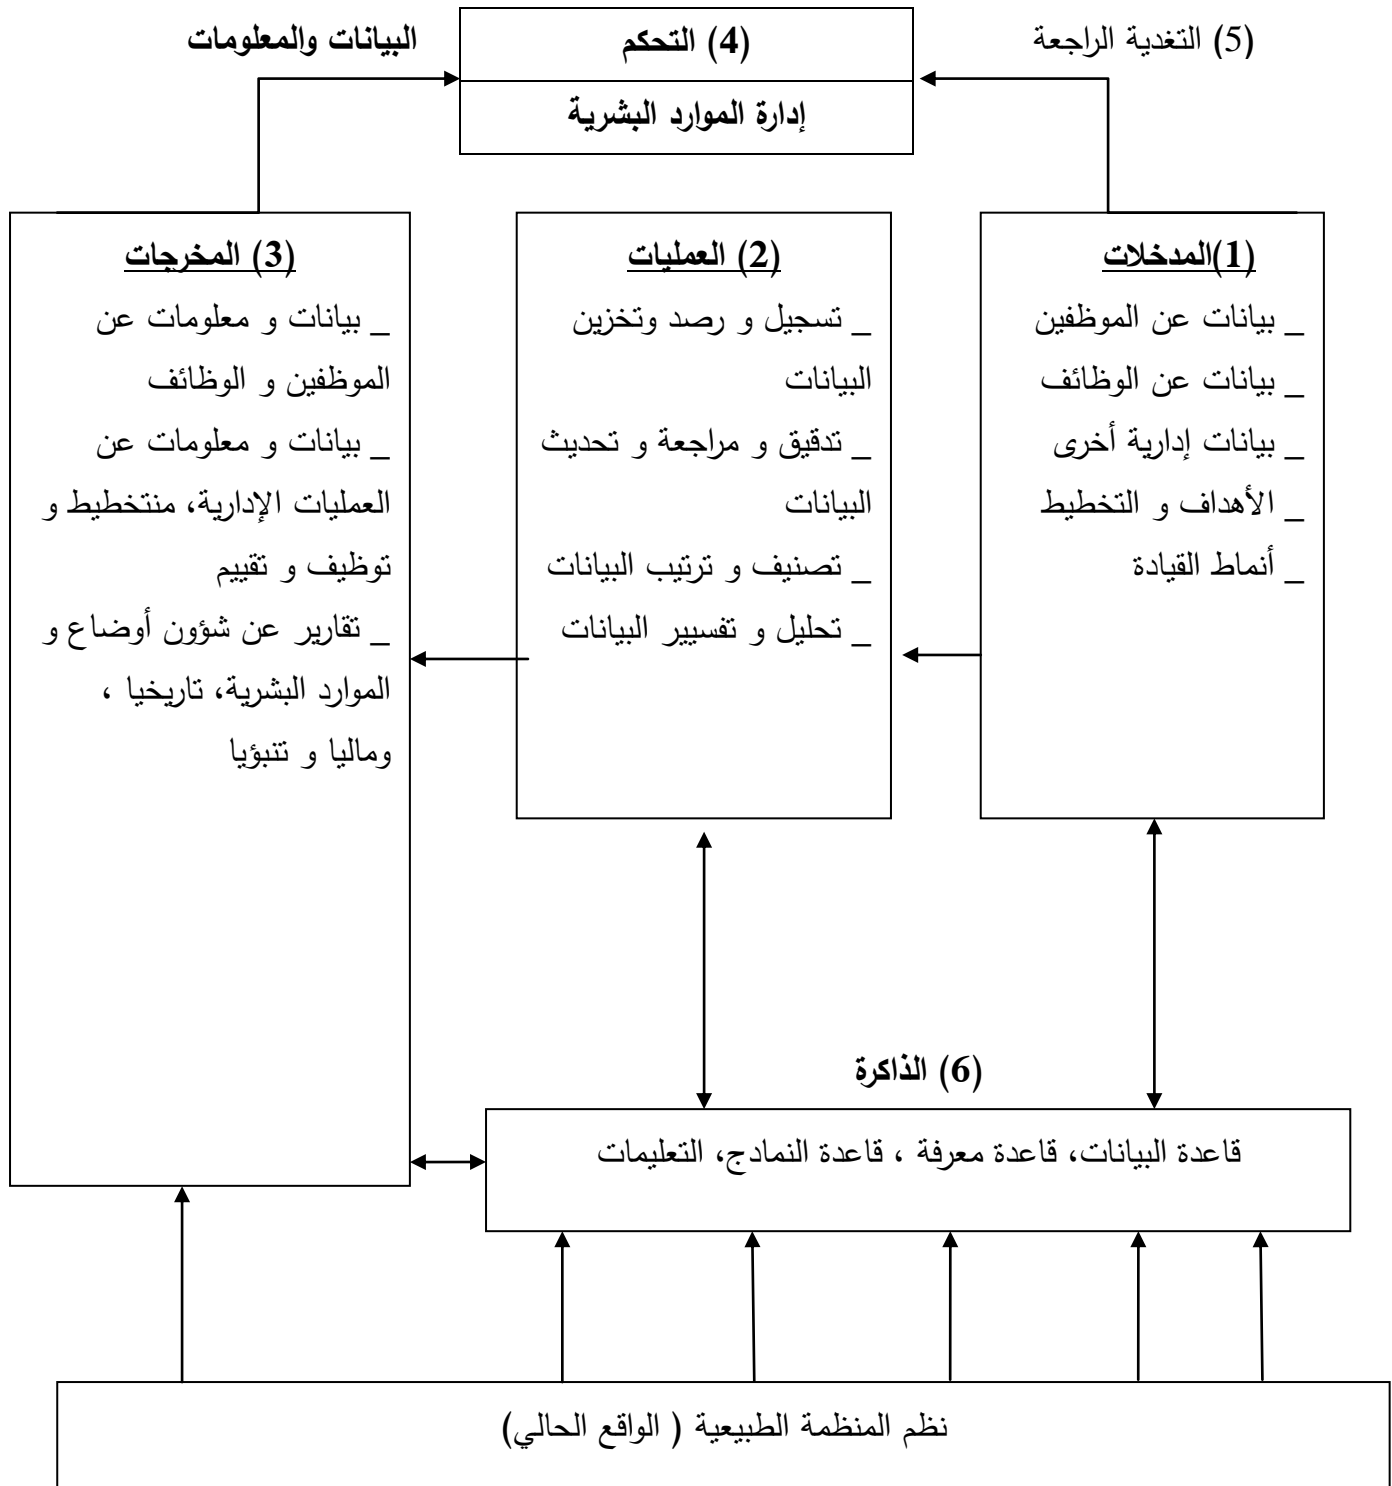 (5) التغدية الراجعة
(4) التحكم
البيانات والمعلومات
إدارة الموارد البشرية
(1)المدخلات
_ بيانات عن الموظفين
_ بيانات عن الوظائف
_ بيانات إدارية أخرى
_ الأهداف و التخطيط
_ أنماط القيادة
(2) العمليات
_ تسجيل و رصد وتخزين
البيانات
_ تدقيق و مراجعة و تحديث
البيانات
_ تصنيف و ترتيب البيانات
_ تحليل و تفسيير البيانات
(3) المخرجات
_ بيانات و معلومات عن
الموظفين و الوظائف
_ بيانات و معلومات عن
العمليات الإدارية، منتخطيط و
توظيف و تقييم
_ تقارير عن شؤون أوضاع و
الموارد البشرية، تاريخيا ،
وماليا و تنبؤيا
(6) الذاكرة
قاعدة البيانات، قاعدة معرفة ، قاعدة النمادج، التعليمات
نظم المنظمة الطبيعية ( الواقع الحالي)